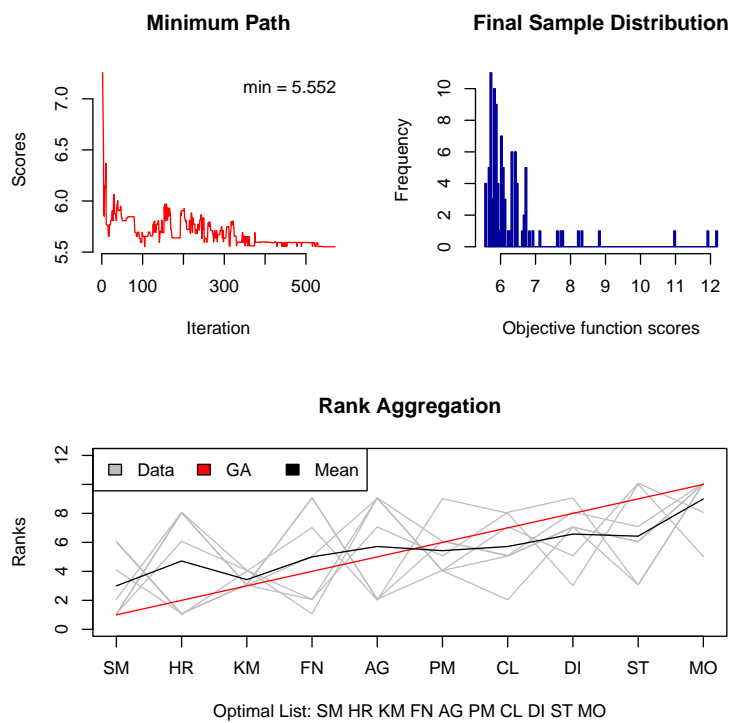 Minimum Path
min = 5.552
Scores
7.0
6.5
6.0
5.5
0 100 300 500
Iteration
Final Sample Distribution
Frequency
10
8
6
4
2
0
6 7 8 9 10 11 12
Objective function scores
Rank Aggregation
Data GA Mean
Ranks
12
8
6
4
2
0
SM HR KM FN AG PM CL DI ST MO
Optimal List: SM HR KM FN AG PM CL DI ST MO